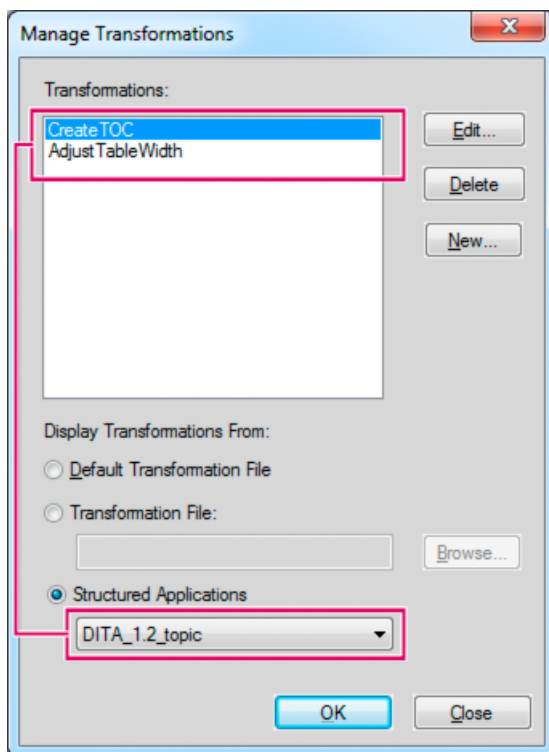 Manage Transformations
Transformations:
CreateTOC
AdjustTableWidth
Edit...
Delete
New...
Display Transformations From:
Default Transformation File
Transformation File:
Browse...
Structured Applications
DITA_1.2_topic
OK
Close